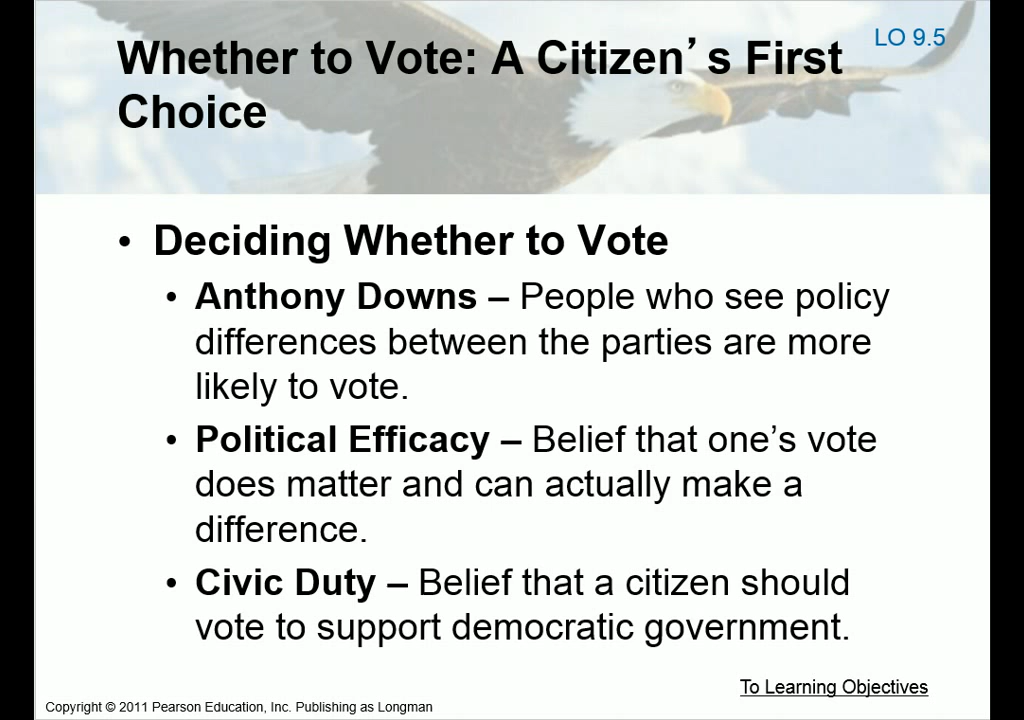 LO 9.5
Whether to Vote: A Citizen’s First
Choice
• Deciding Whether to Vote
• Anthony Downs – People who see policy
differences between the parties are more
likely to vote.
• Political Efficacy – Belief that one’s vote
does matter and can actually make a
difference.
• Civic Duty – Belief that a citizen should
vote to support democratic government.
To Learning Objectives
Copyright © 2011 Pearson Education, Inc. Publishing as Longman